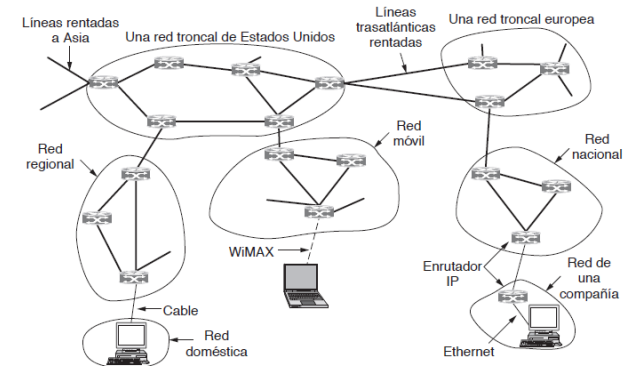 Líneas rentadas
a Asia
Una red troncal de Estados Unidos
Líneas
trasatlánticas
rentadas
Una red troncal europea
Red
regional
Red
móvil
Red
nacional
WiMAX
Enrutador
IP
Red de
una
compañía
Cable
Red
doméstica
Ethernet